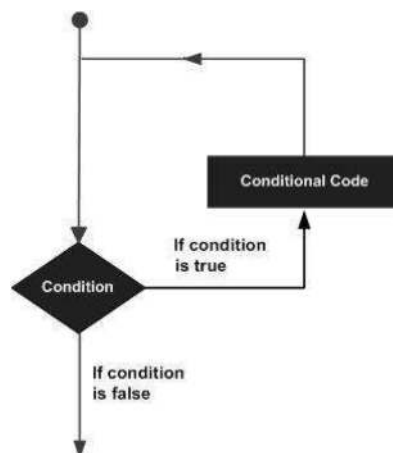 Conditional Code
If condition
is true
Condition
If condition
is false